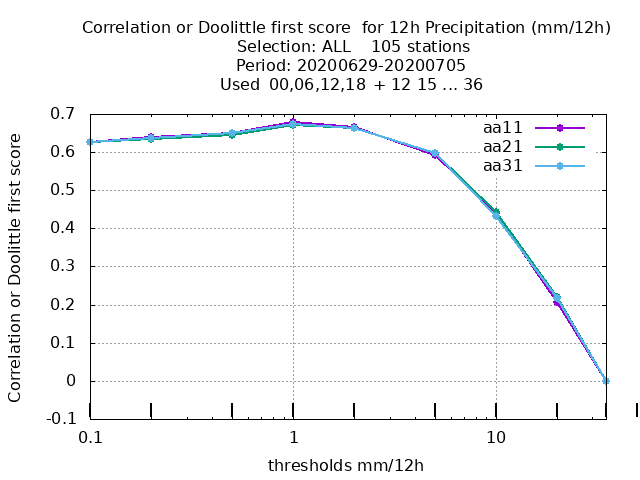 Correlation or Doolittle first score  for 12h Precipitation (mm/12h)
Selection: ALL    105 stations
Period: 20200629-20200705
Used  00,06,12,18  + 12 15 ... 36
aa11
aa21
aa31
Correlation or Doolittle first score
0.7
0.6
0.5
0.4
0.3
0.2
0.1
0
-0.1
0.1
1
10
thresholds mm/12h